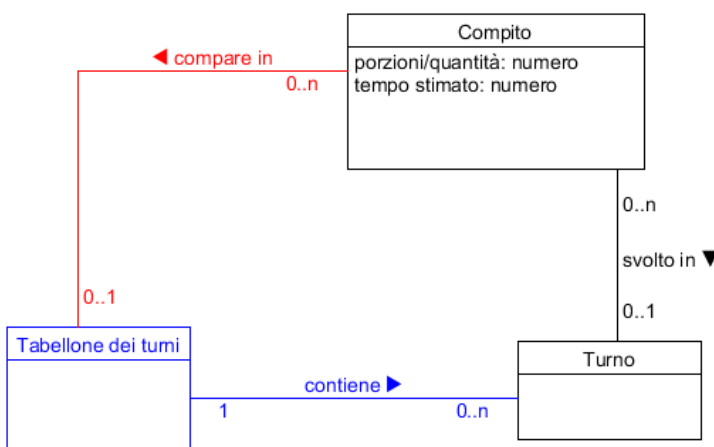 Compito
porzioni/quantità: numero
tempo stimato: numero
◀ compare in
0..n
0..n
svolto in ▼
0..1
0..1
Tabellone dei turni
Turno
contiene ▶
1
0..n